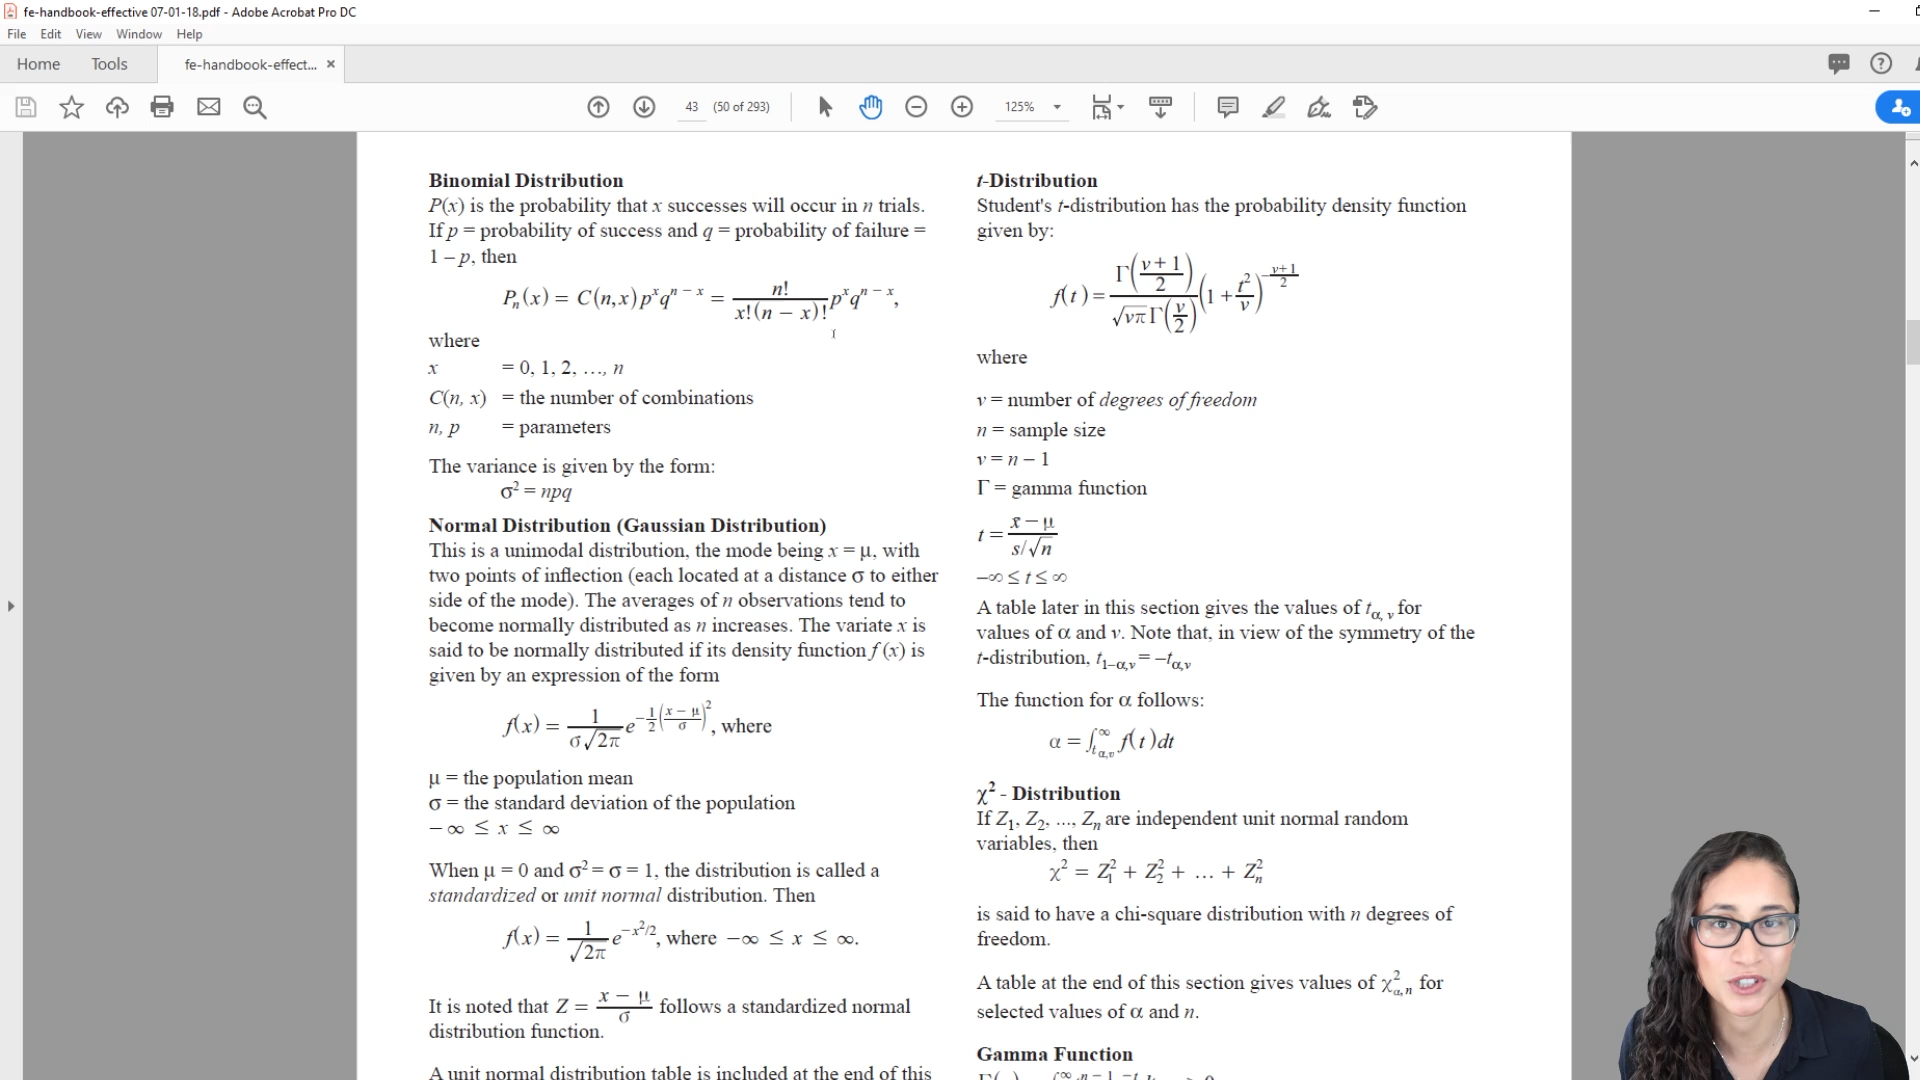 fe-handbook-effective 07-01-18.pdf - Adobe Acrobat Pro DC
File Edit View Window Help
Home Tools fe-handbook-effect... ×
43 (50 of 293) 125%
Binomial Distribution
P(x) is the probability that x successes will occur in n trials.
If p = probability of success and q = probability of failure =
1 – p, then
Pₙ(x) = C(n,x)pˣqⁿ⁻ˣ = n!/(x!(n − x)!) pˣqⁿ⁻ˣ,
where
x = 0, 1, 2, …, n
C(n, x) = the number of combinations
n, p = parameters
The variance is given by the form:
σ² = npq
Normal Distribution (Gaussian Distribution)
This is a unimodal distribution, the mode being x = μ, with
two points of inflection (each located at a distance σ to either
side of the mode). The averages of n observations tend to
become normally distributed as n increases. The variate x is
said to be normally distributed if its density function f (x) is
given by an expression of the form
f(x) = 1/(σ√2π) e^(−½((x − μ)/σ)²), where
μ = the population mean
σ = the standard deviation of the population
− ∞ ≤ x ≤ ∞
When μ = 0 and σ² = σ = 1, the distribution is called a
standardized or unit normal distribution. Then
f(x) = 1/√2π e^(−x²/2), where −∞ ≤ x ≤ ∞.
It is noted that Z = (x − μ)/σ follows a standardized normal
distribution function.
A unit normal distribution table is included at the end of this
t-Distribution
Student's t-distribution has the probability density function
given by:
f(t) = Γ((v + 1)/2)/(√vπ Γ(v/2)) (1 + t²/v)^(−(v+1)/2)
where
v = number of degrees of freedom
n = sample size
v = n – 1
Γ = gamma function
t = (x̄ − μ)/(s/√n)
−∞ ≤ t ≤ ∞
A table later in this section gives the values of t_α, v for
values of α and v. Note that, in view of the symmetry of the
t-distribution, t_1−α,v = −t_α,v
The function for α follows:
α = ∫_tα,v^∞ f(t)dt
χ² - Distribution
If Z₁, Z₂, ..., Zₙ are independent unit normal random
variables, then
χ² = Z₁² + Z₂² + … + Zₙ²
is said to have a chi-square distribution with n degrees of
freedom.
A table at the end of this section gives values of χ²_α,n for
selected values of α and n.
Gamma Function